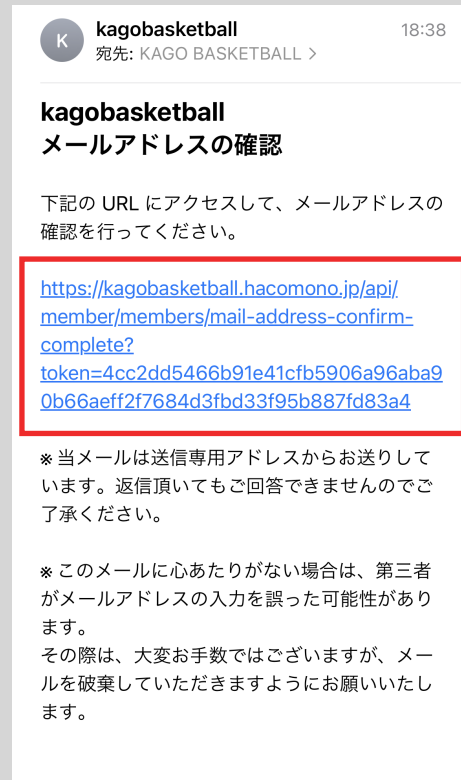 K
kagobasketball
18:38
宛先: KAGO BASKETBALL >
kagobasketball
メールアドレスの確認
下記の URL にアクセスして、メールアドレスの
確認を行ってください。
https://kagobasketball.hacomono.jp/api/
member/members/mail-address-confirm-
complete?
token=4cc2dd5466b91e41cfb5906a96aba9
0b66aeff2f7684d3fbd33f95b887fd83a4
※ 当メールは送信専用アドレスからお送りして
います。返信頂いてもご回答できませんのでご
了承ください。
※ このメールに心あたりがない場合は、第三者
がメールアドレスの入力を誤った可能性があり
ます。
その際は、大変お手数ではございますが、メー
ルを破棄していただきますようにお願いいたし
ます。